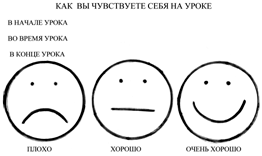 КАК ВЫ ЧУВСТВУЕТЕ СЕБЯ НА УРОКЕ
В НАЧАЛЕ УРОКА
ВО ВРЕМЯ УРОКА
В КОНЦЕ УРОКА
ПЛОХО ХОРОШО ОЧЕНЬ ХОРОШО